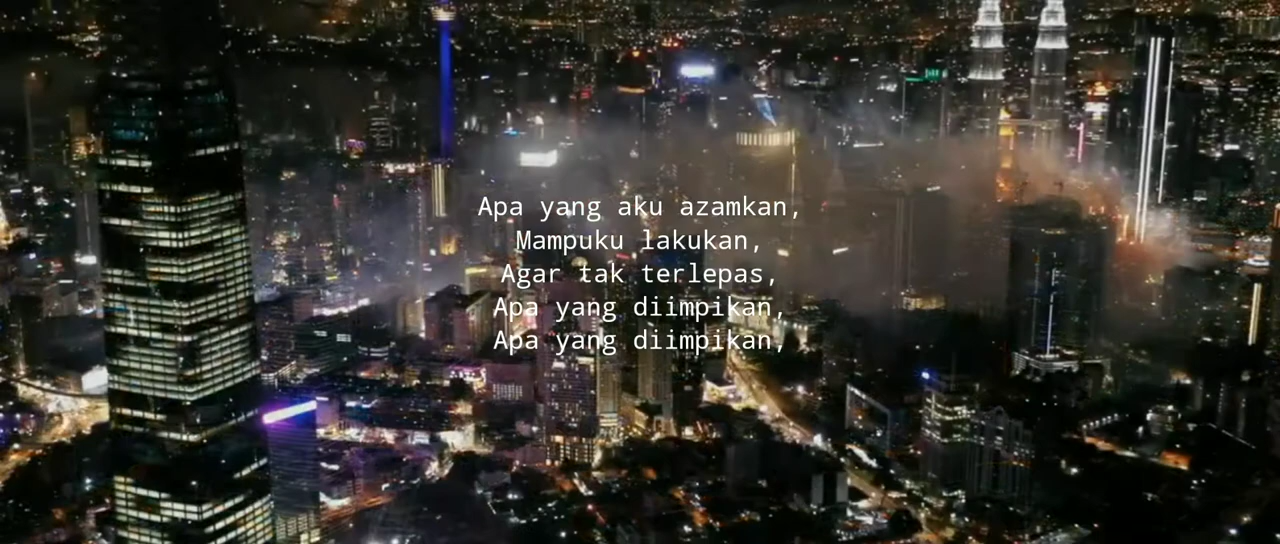 Apa yang aku azamkan,
Mampuku lakukan,
Agar tak terlepas,
Apa yang diimpikan,
Apa yang diimpikan,